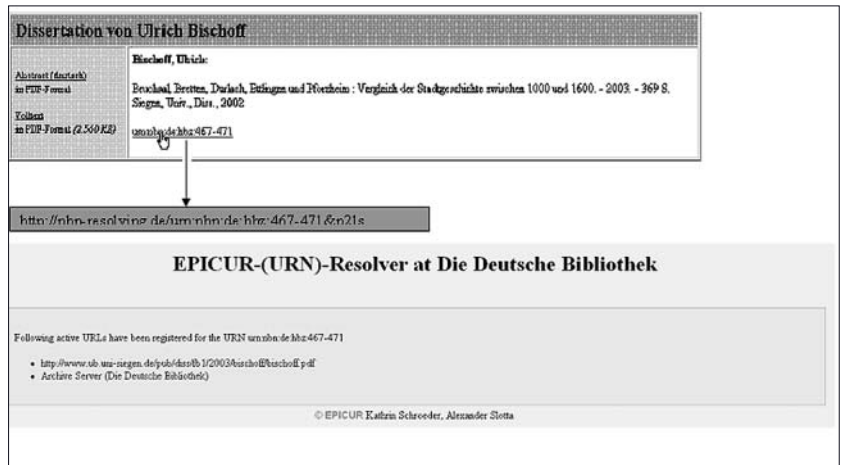 Dissertation von Ulrich Bischoff
Bischoff, Ulrich:
Abstract (deutsch)
im PDF-Format
Volltext
im PDF-Format (2.560 KB)
Bruchsal, Bretten, Durlach, Ettlingen und Pforzheim : Vergleich der Stadtgeschichte zwischen 1000 und 1600. - 2003. - 369 S.
Siegen, Univ., Diss., 2002
urn:nbn:de:hbz:467-471
http://nbn-resolving.de/urn:nbn:de:hbz:467-471&n21s
EPICUR-(URN)-Resolver at Die Deutsche Bibliothek
Following active URLs have been registered for the URN urn:nbn:de:hbz:467-471
• http://www.ub.uni-siegen.de/pub/diss/fb1/2003/bischoff/bischoff.pdf
• Archive Server (Die Deutsche Bibliothek)
© EPICUR Kathrin Schroeder, Alexander Slotta